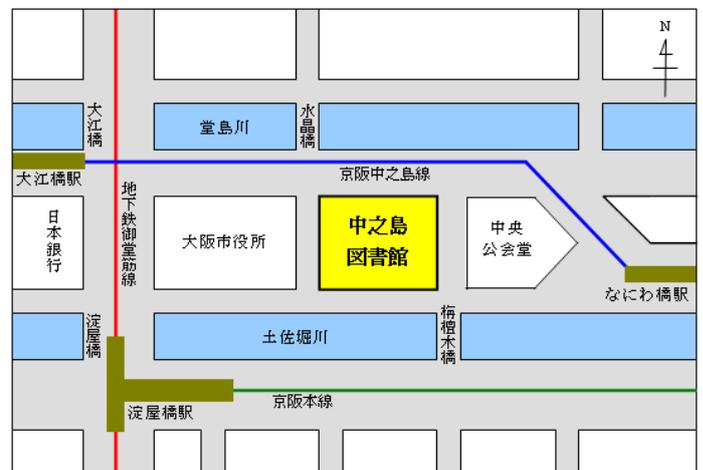 N
大江橋
堂島川
水晶橋
京阪中之島線
大江橋駅
地下鉄御堂筋線
日本銀行
大阪市役所
中之島
図書館
中央
公会堂
なにわ橋駅
淀屋橋
土佐堀川
栴檀木橋
京阪本線
淀屋橋駅